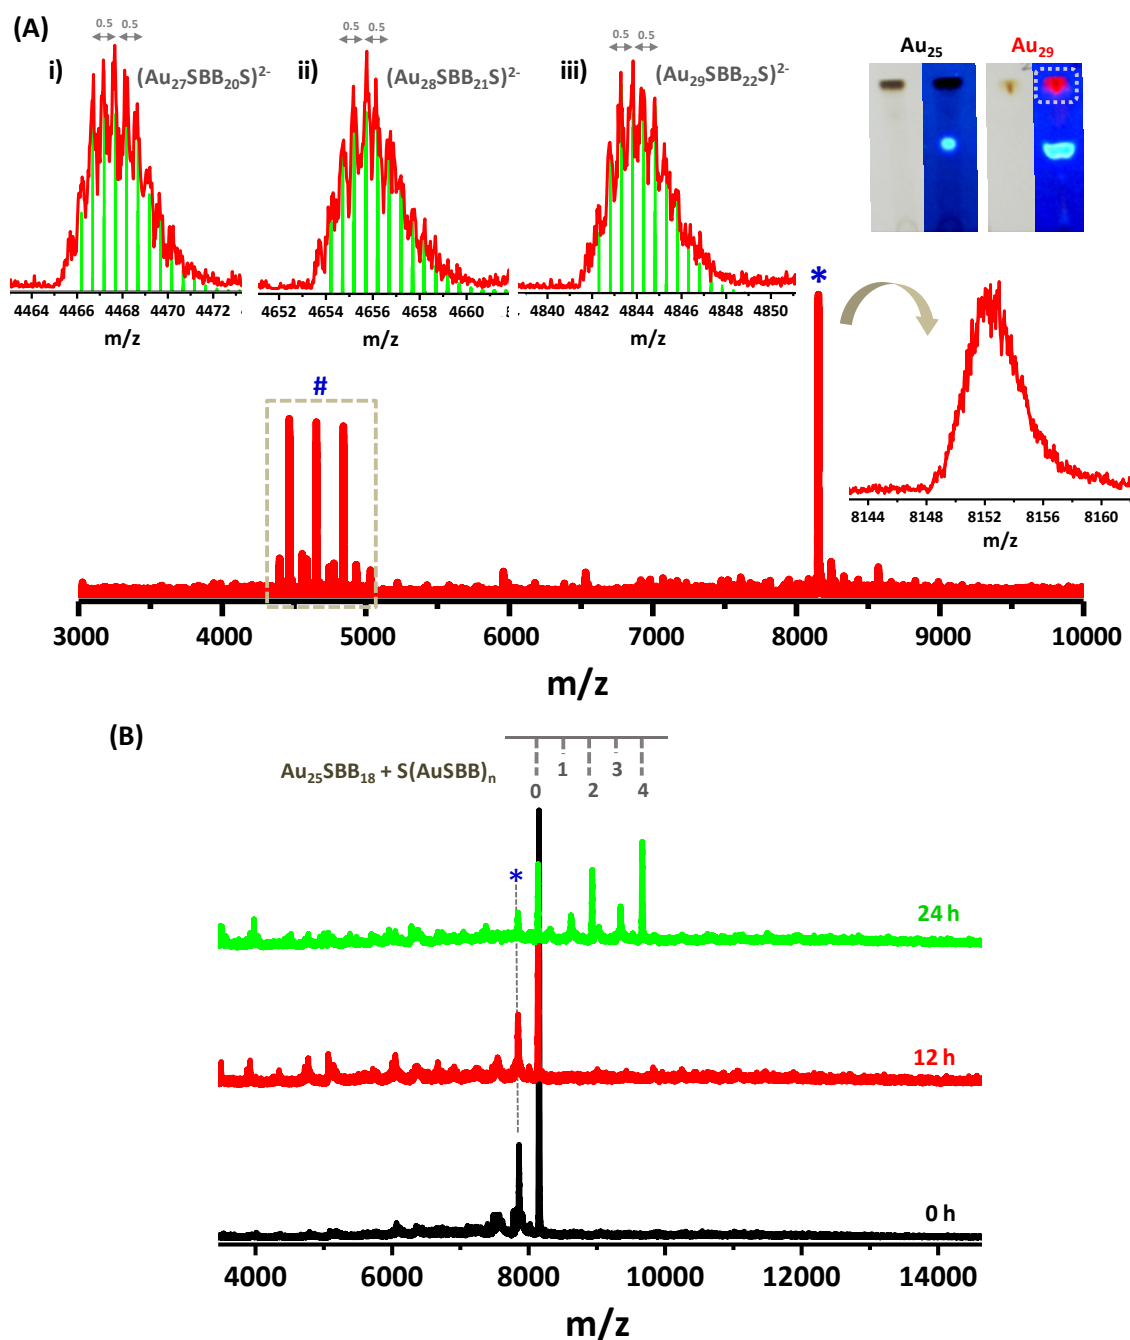 (A)
0.5 0.5
i)
(Au27SBB20S)2-
4464 4466 4468 4470 4472
m/z
0.5 0.5
ii)
(Au28SBB21S)2-
4652 4654 4656 4658 4660
m/z
0.5 0.5
iii)
(Au29SBB22S)2-
4840 4842 4844 4846 4848 4850
m/z
Au25 Au29
*
8144 8148 8152 8156 8160
m/z
#
3000 4000 5000 6000 7000 8000 9000 10000
m/z
(B)
Au25SBB18 + S(AuSBB)n
0 1 2 3 4
*
24 h
12 h
0 h
4000 6000 8000 10000 12000 14000
m/z